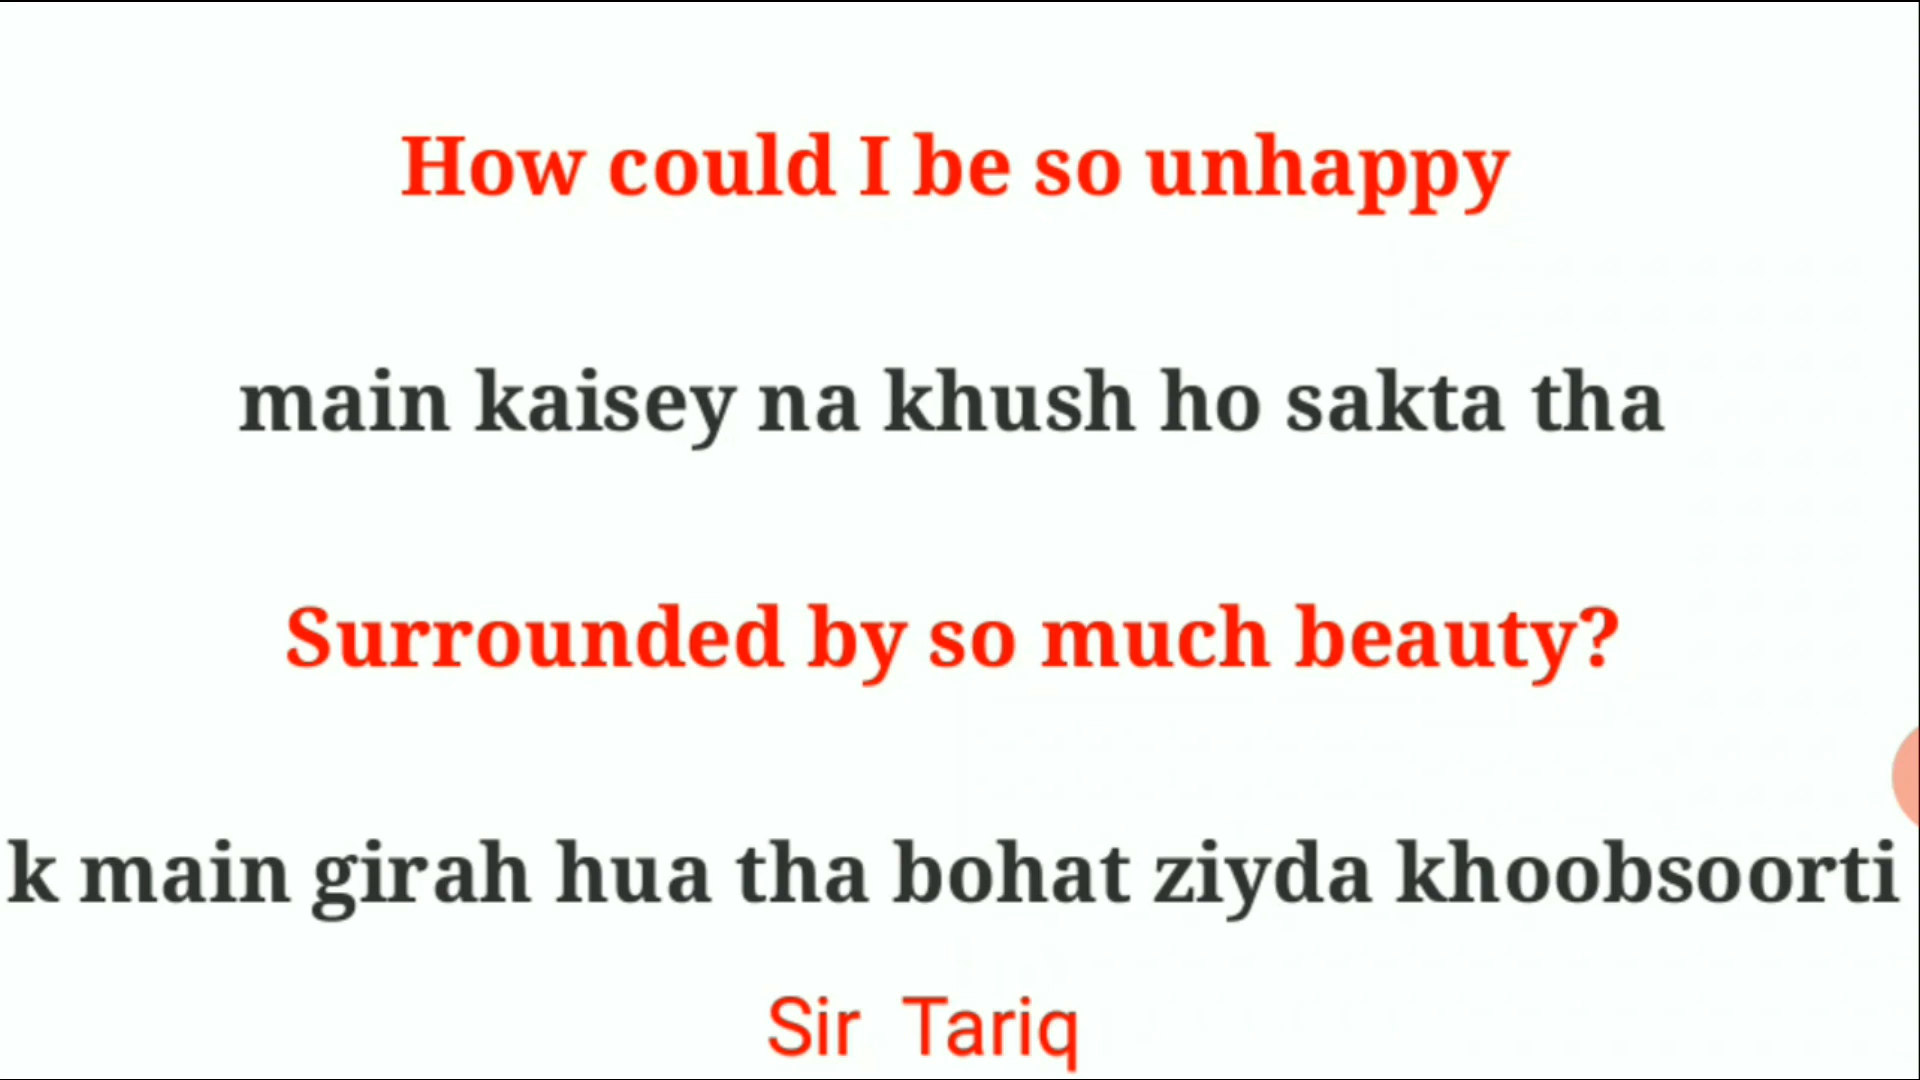 How could I be so unhappy
main kaisey na khush ho sakta tha
Surrounded by so much beauty?
k main girah hua tha bohat ziyda khoobsoorti
Sir Tariq